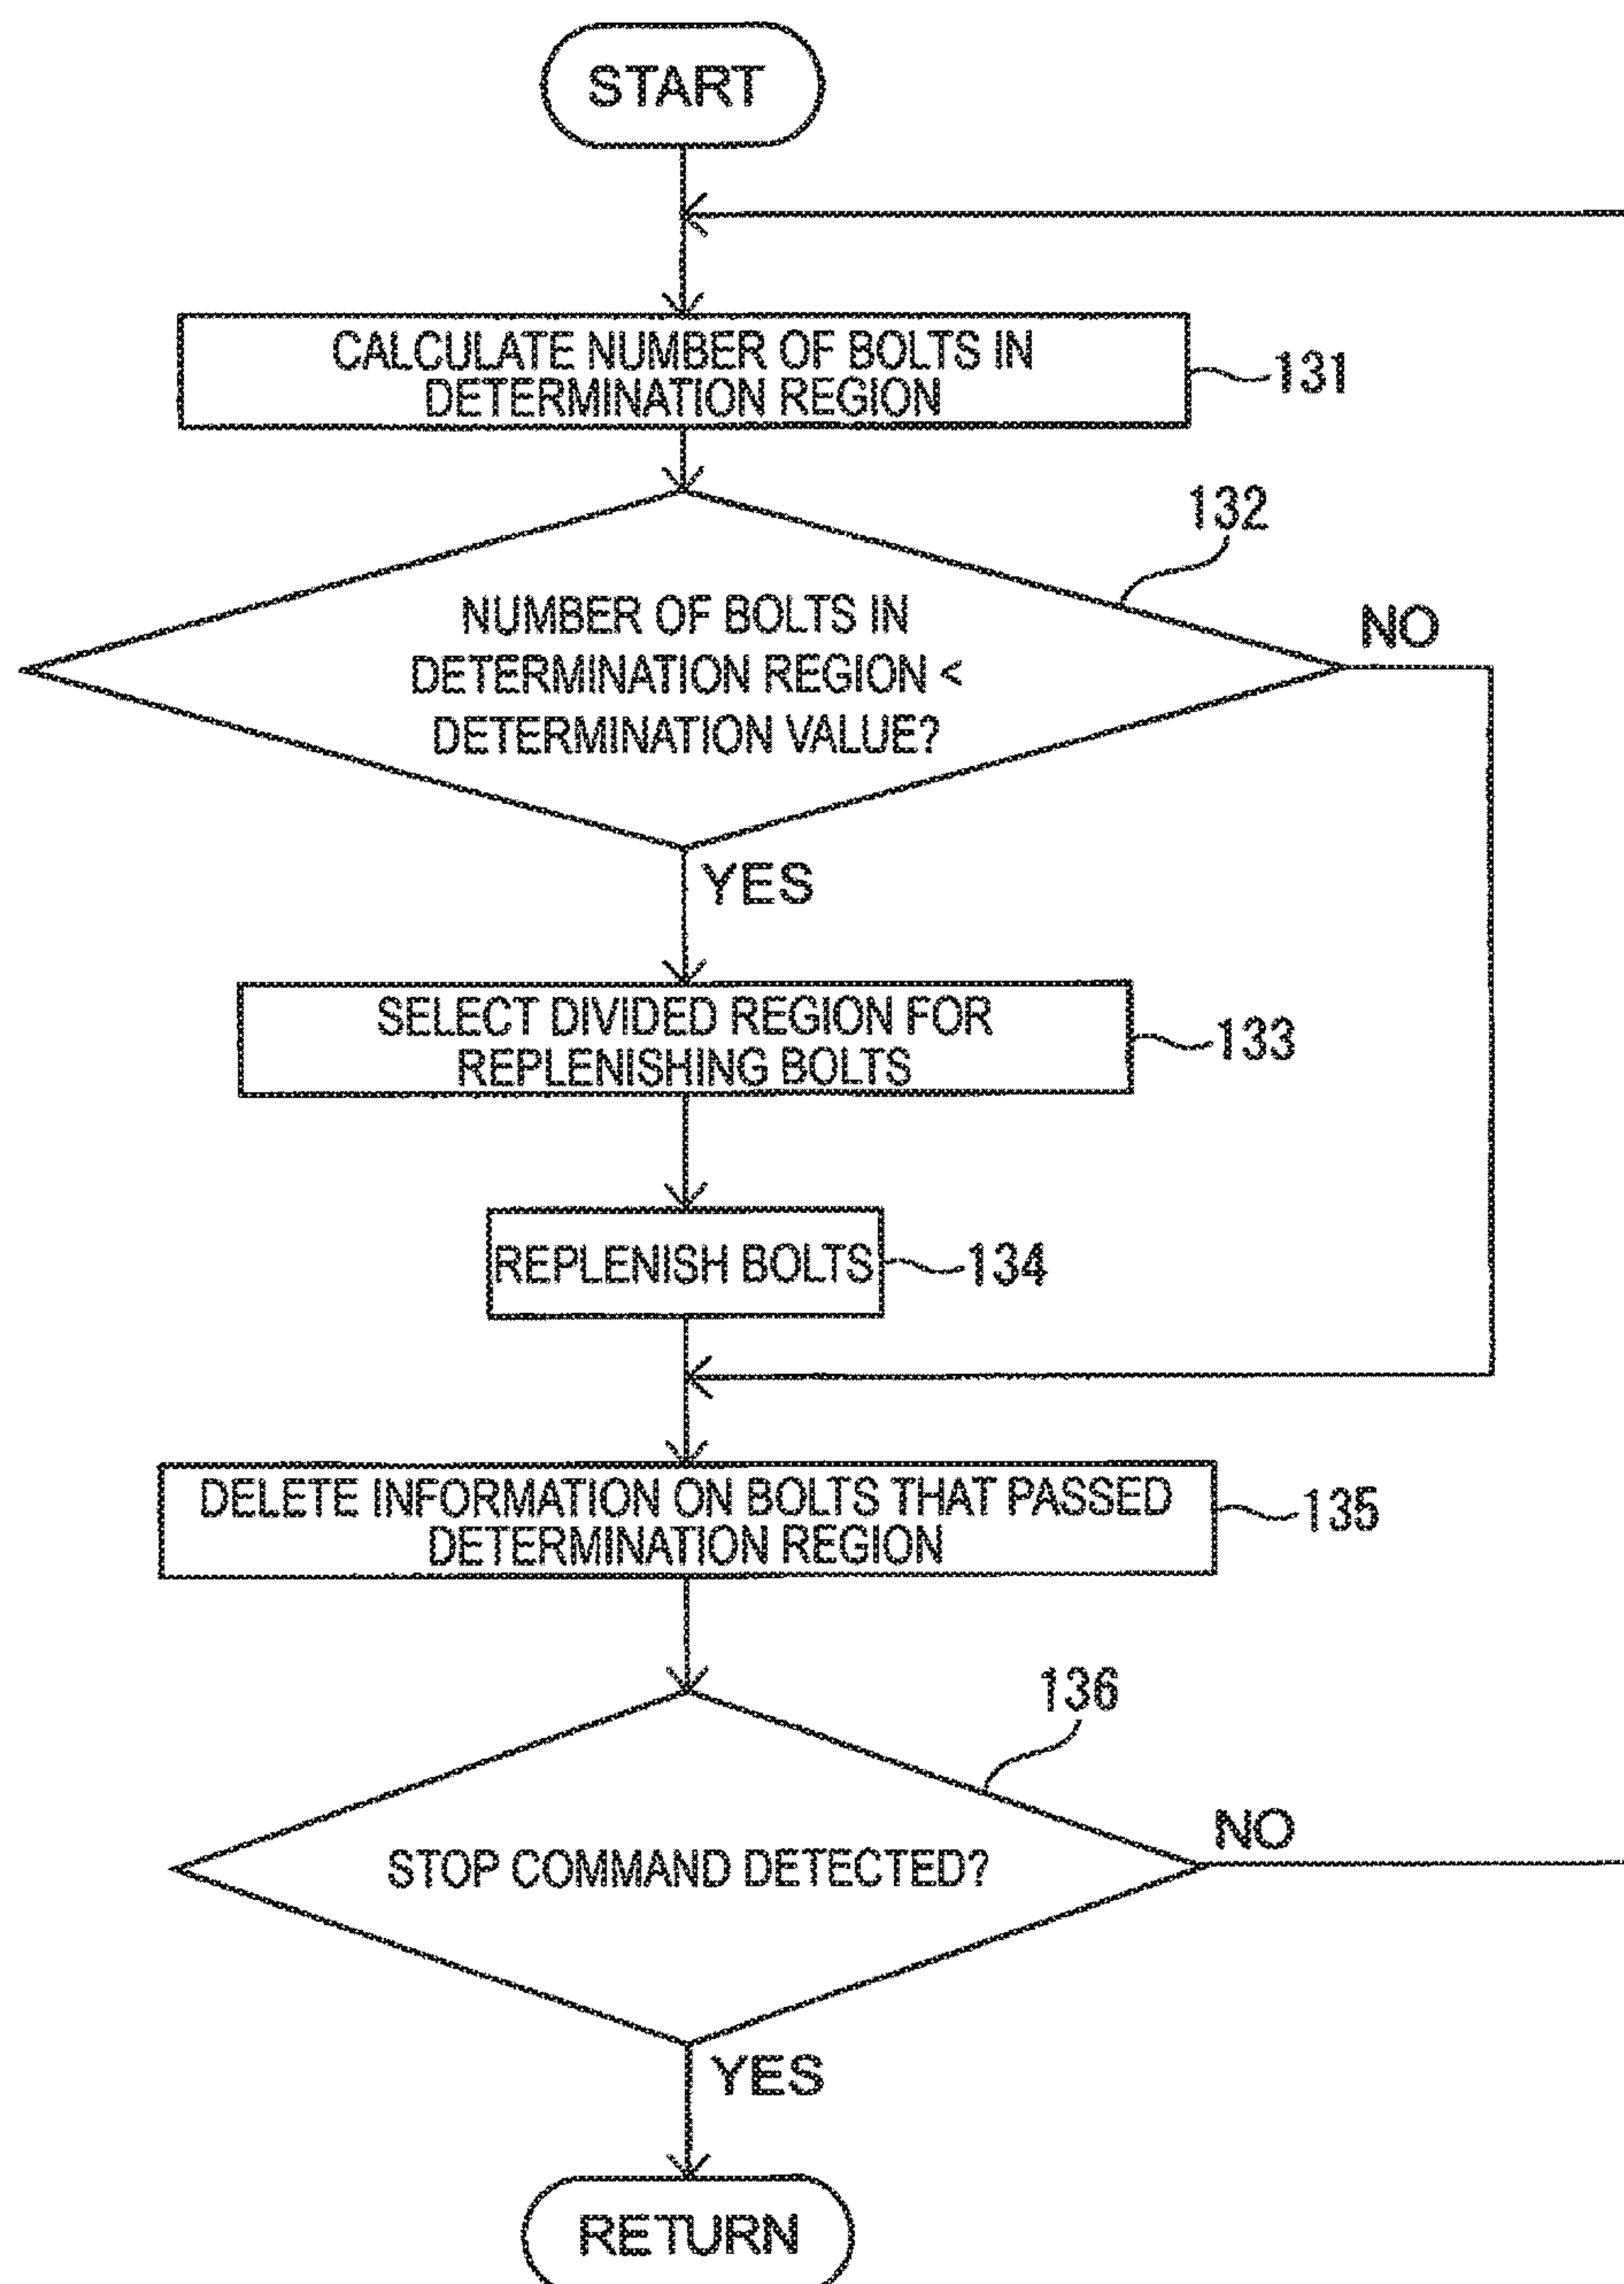 START
CALCULATE NUMBER OF BOLTS IN
DETERMINATION REGION
131
132
NUMBER OF BOLTS IN
DETERMINATION REGION <
DETERMINATION VALUE?
NO
YES
SELECT DIVIDED REGION FOR
REPLENISHING BOLTS
133
REPLENISH BOLTS
134
DELETE INFORMATION ON BOLTS THAT PASSED
DETERMINATION REGION
135
136
STOP COMMAND DETECTED?
NO
YES
RETURN